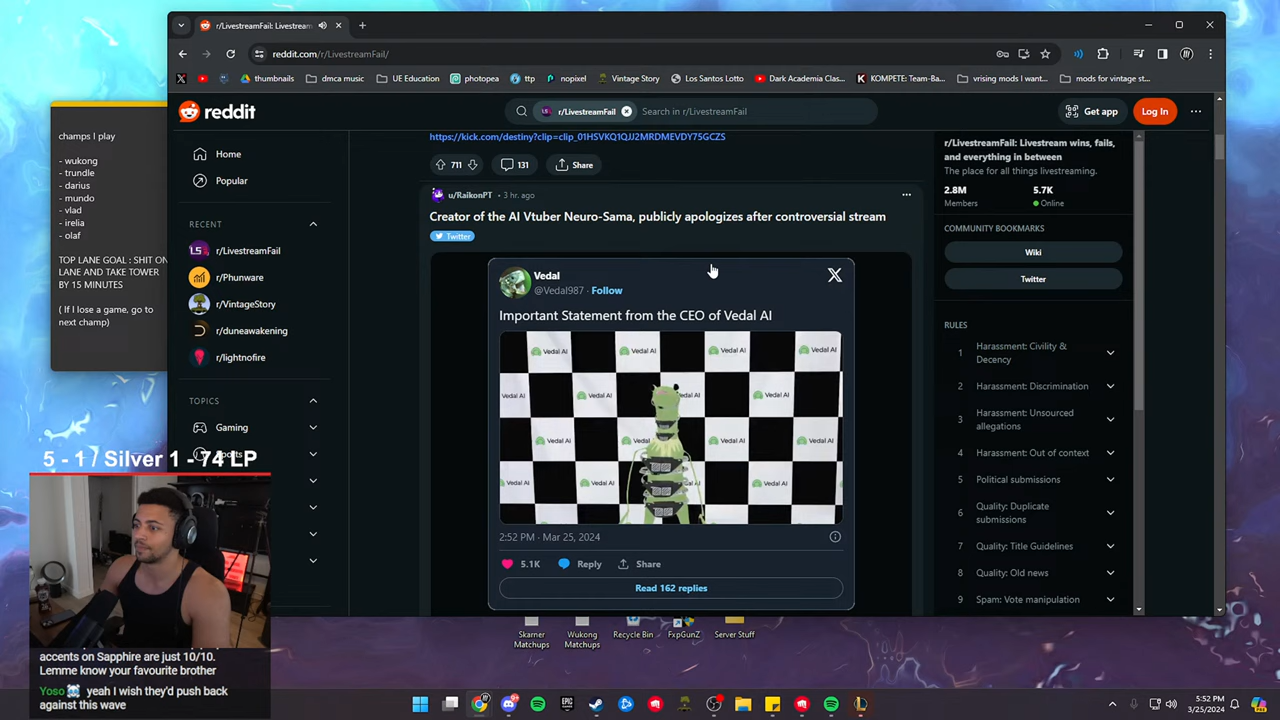 r/LivestreamFail: Livestream
reddit.com/r/LivestreamFail/
thumbnails
dmca music
UE Education
photopea
ttp
nopixel
Vintage Story
Los Santos Lotto
Dark Academia Clas...
KOMPETE: Team-Ba...
vrising mods I want...
mods for vintage st...
reddit
r/LivestreamFail
Search in r/LivestreamFail
Get app
Log In
champs I play
- wukong
- trundle
- darius
- mundo
- vlad
- irelia
- olaf
TOP LANE GOAL : SHIT ON
LANE AND TAKE TOWER
BY 15 MINUTES
( If I lose a game, go to
next champ)
Home
Popular
RECENT
r/LivestreamFail
r/Phunware
r/VintageStory
r/duneawakening
r/lightnofire
TOPICS
Gaming
https://kick.com/destiny?clip=clip_01HSVKQ1QJJ2MRDMEVDY75GCZS
711
131
Share
u/RaikonPT • 3 hr. ago
Creator of the AI Vtuber Neuro-Sama, publicly apologizes after controversial stream
Twitter
Vedal
@Vedal987 · Follow
Important Statement from the CEO of Vedal AI
Vedal AI
Vedal AI
Vedal AI
Vedal AI
2:52 PM · Mar 25, 2024
5.1K
Reply
Share
Read 162 replies
r/LivestreamFail: Livestream wins, fails,
and everything in between
The place for all things livestreaming.
2.8M
5.7K
Members
Online
COMMUNITY BOOKMARKS
Wiki
Twitter
RULES
1 Harassment: Civility &
Decency
2 Harassment: Discrimination
3 Harassment: Unsourced
allegations
4 Harassment: Out of context
5 Political submissions
6 Quality: Duplicate
submissions
7 Quality: Title Guidelines
8 Quality: Old news
9 Spam: Vote manipulation
5 - 1 / Silver 1 - 74 LP
accents on Sapphire are just 10/10.
Lemme know your favourite brother
Yoso yeah I wish they'd push back
against this wave
Skarner
Matchups
Wukong
Matchups
Recycle Bin
FxpGunZ
Server Stuff
5:52 PM
3/25/2024